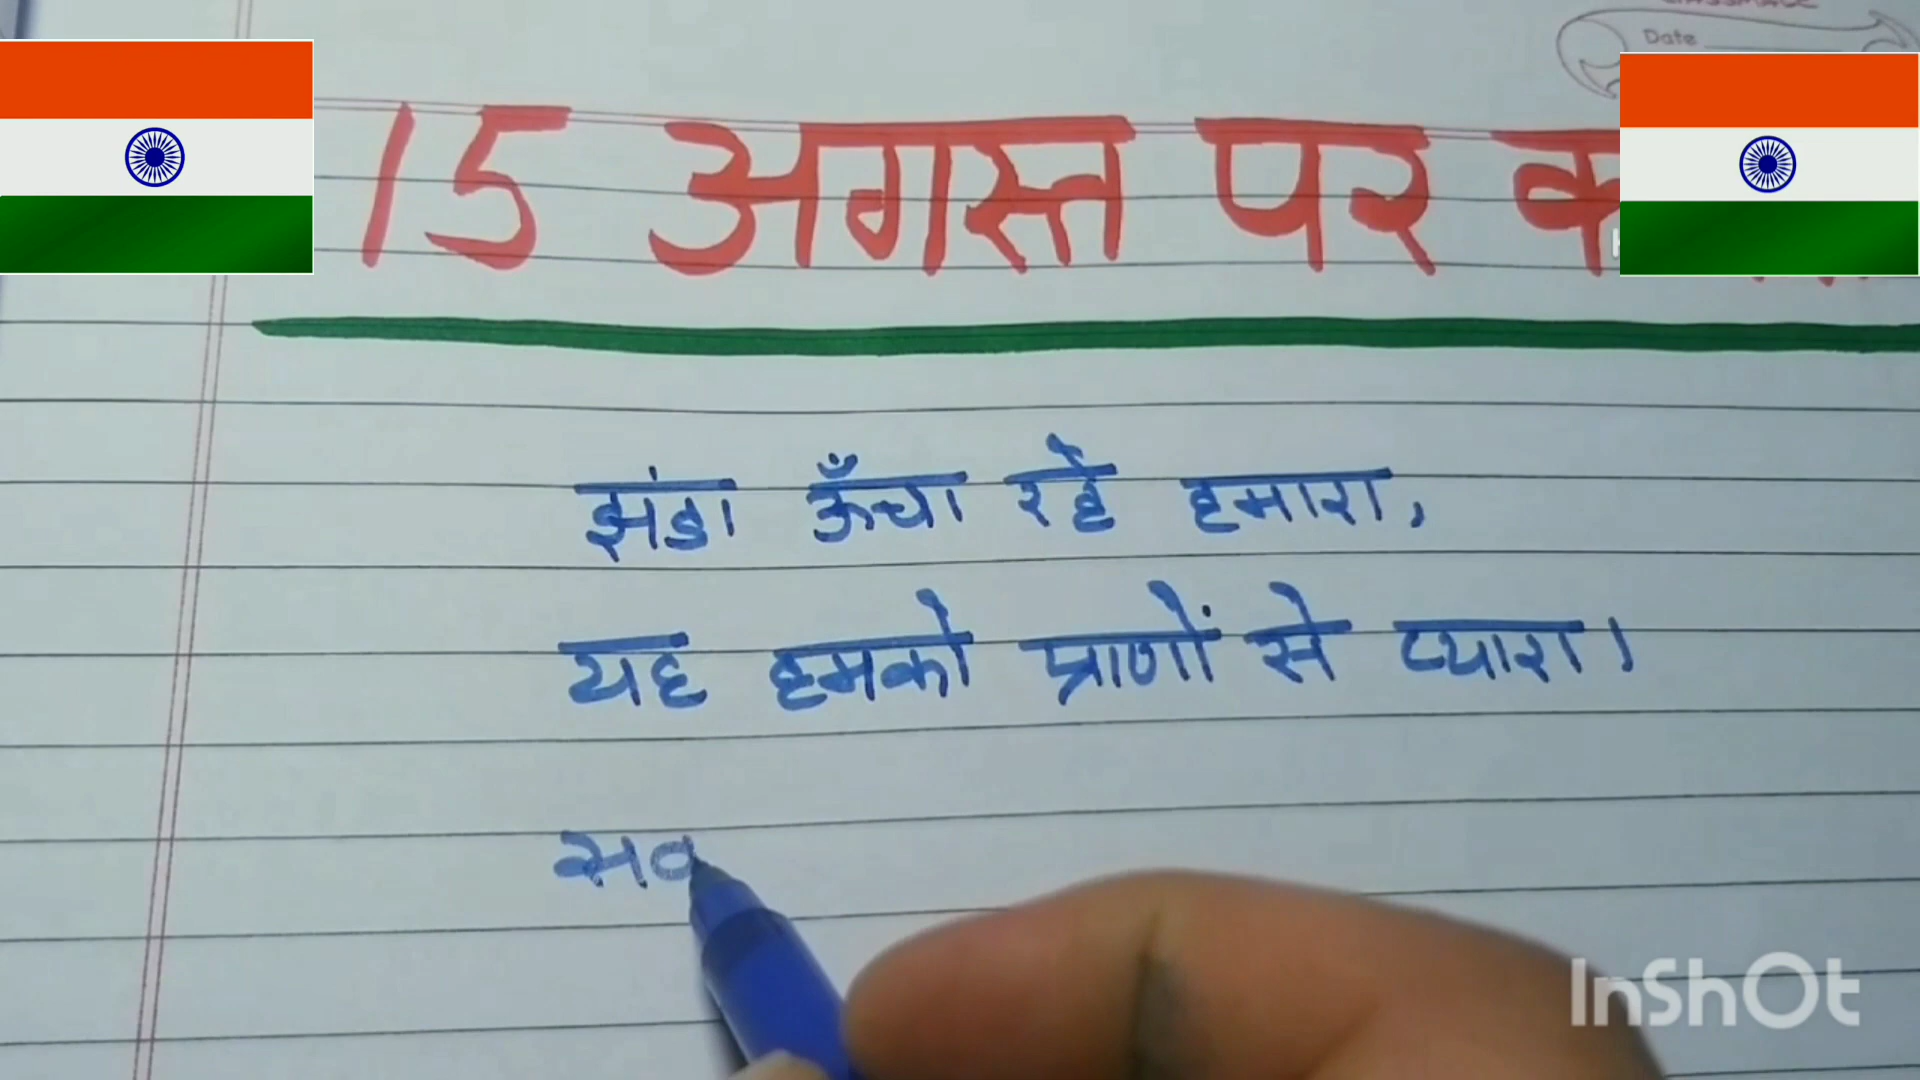 Date
15 अगस्त पर
झंडा ऊँचा रहे हमारा,
यह हमको प्राणों से प्यारा।
InShOt